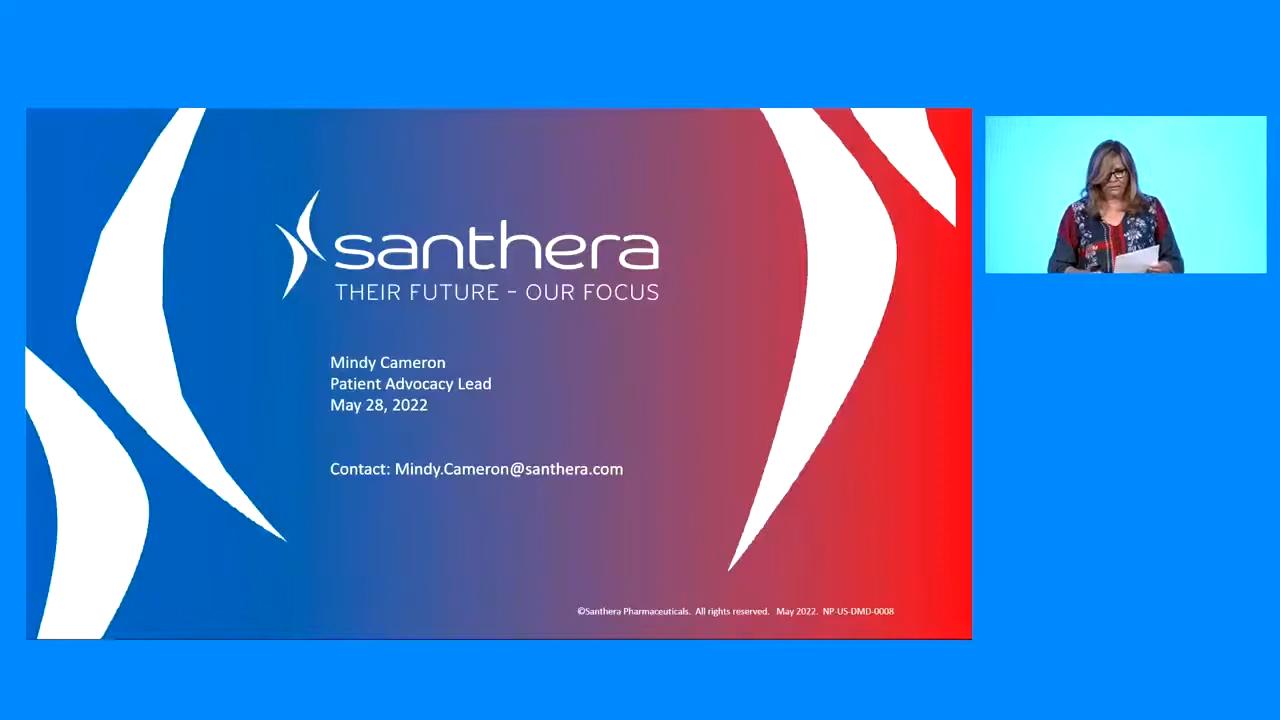 santhera
THEIR FUTURE – OUR FOCUS
Mindy Cameron
Patient Advocacy Lead
May 28, 2022
Contact: Mindy.Cameron@santhera.com
©Santhera Pharmaceuticals. All rights reserved. May 2022. NP-US-DMD-0008